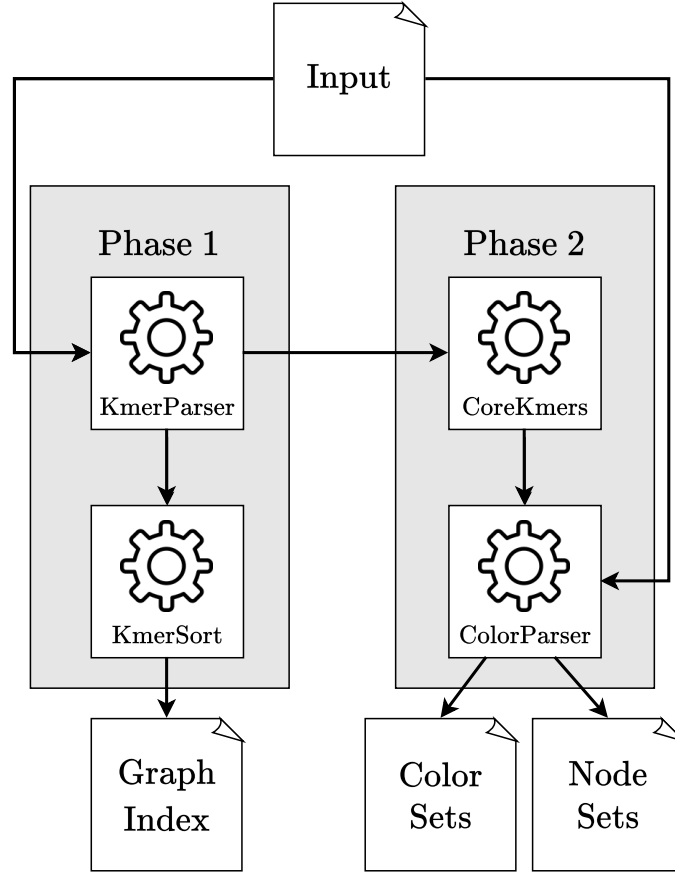 Input
Phase 1
Phase 2
KmerParser
CoreKmers
KmerSort
ColorParser
Graph
Index
Color
Sets
Node
Sets